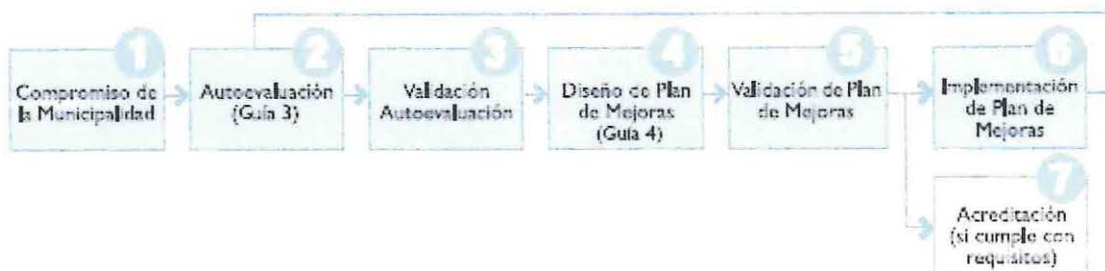 1
Compromiso de
la Municipalidad
2
Autoevaluación
(Guía 3)
3
Validación
Autoevaluación
4
Diseño de Plan
de Mejoras
(Guía 4)
5
Validación de Plan
de Mejoras
6
Implementación
de Plan de
Mejoras
7
Acreditación
(si cumple con
requisitos)